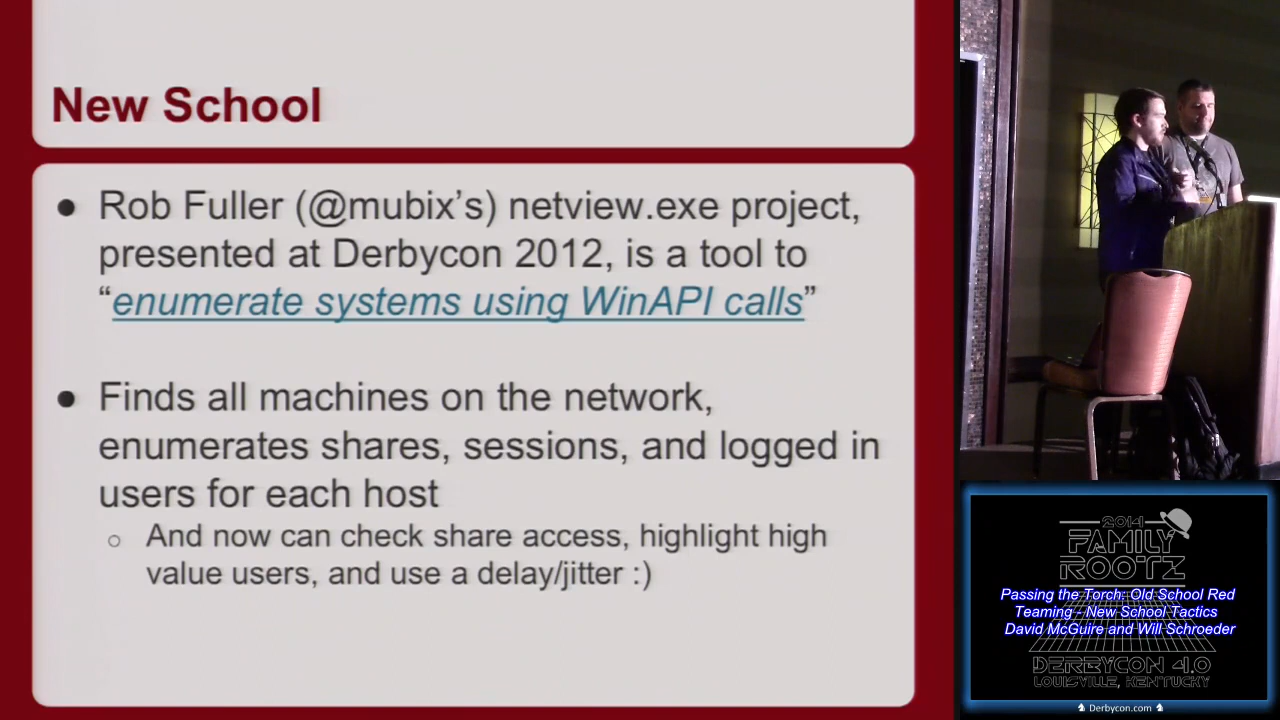 New School
● Rob Fuller (@mubix’s) netview.exe project,
presented at Derbycon 2012, is a tool to
“enumerate systems using WinAPI calls”
● Finds all machines on the network,
enumerates shares, sessions, and logged in
users for each host
○ And now can check share access, highlight high
value users, and use a delay/jitter :)
2014
FAMILY
ROOTZ
Passing the Torch: Old School Red
Teaming - New School Tactics
David McGuire and Will Schroeder
DERBYCON 4.0
LOUISVILLE, KENTUCKY
Derbycon.com